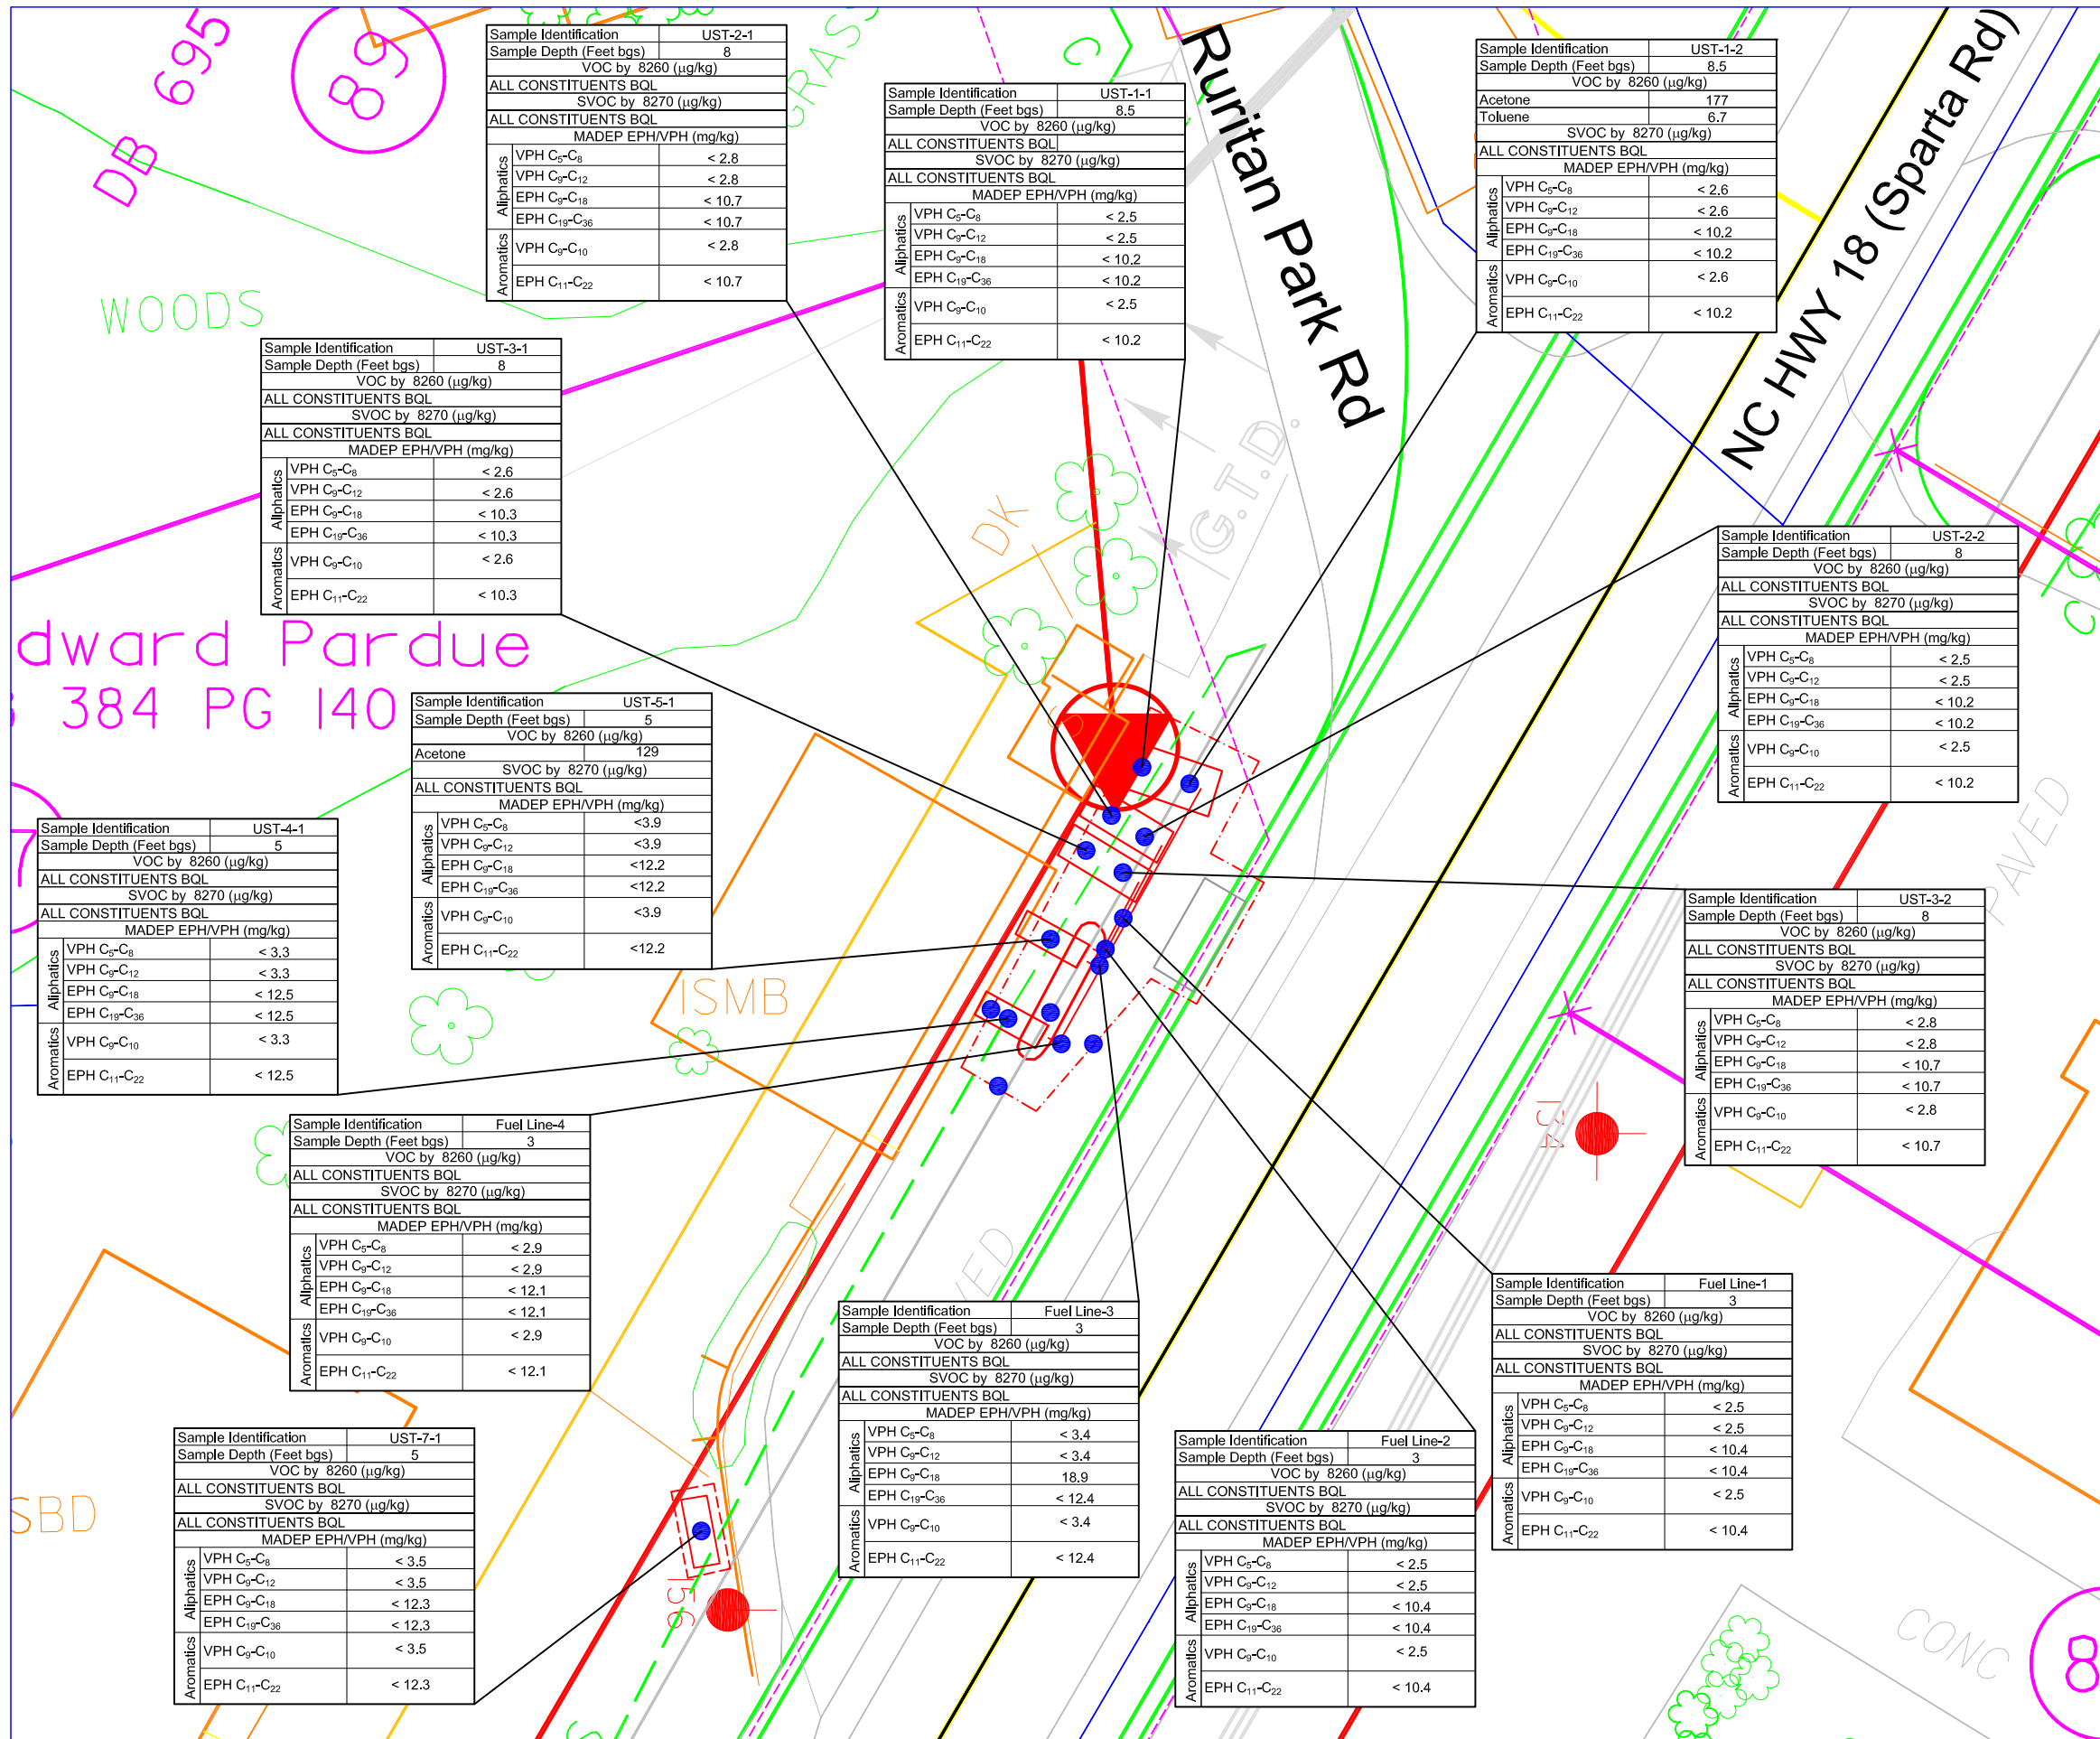 DB 695
89
GRASS
WOODS
Ruritan Park Rd
NC HWY 18 (Sparta Rd)
C
Sample Identification UST-2-1
Sample Depth (Feet bgs) 8
VOC by 8260 (µg/kg)
ALL CONSTITUENTS BQL
SVOC by 8270 (µg/kg)
ALL CONSTITUENTS BQL
MADEP EPH/VPH (mg/kg)
Aliphatics
VPH C₅-C₈ < 2.8
VPH C₉-C₁₂ < 2.8
EPH C₉-C₁₈ < 10.7
EPH C₁₉-C₃₆ < 10.7
Aromatics
VPH C₉-C₁₀ < 2.8
EPH C₁₁-C₂₂ < 10.7
Sample Identification UST-1-1
Sample Depth (Feet bgs) 8.5
VOC by 8260 (µg/kg)
ALL CONSTITUENTS BQL
SVOC by 8270 (µg/kg)
ALL CONSTITUENTS BQL
MADEP EPH/VPH (mg/kg)
Aliphatics
VPH C₅-C₈ < 2.5
VPH C₉-C₁₂ < 2.5
EPH C₉-C₁₈ < 10.2
EPH C₁₉-C₃₆ < 10.2
Aromatics
VPH C₉-C₁₀ < 2.5
EPH C₁₁-C₂₂ < 10.2
Sample Identification UST-1-2
Sample Depth (Feet bgs) 8.5
VOC by 8260 (µg/kg)
Acetone 177
Toluene 6.7
SVOC by 8270 (µg/kg)
ALL CONSTITUENTS BQL
MADEP EPH/VPH (mg/kg)
Aliphatics
VPH C₅-C₈ < 2.6
VPH C₉-C₁₂ < 2.6
EPH C₉-C₁₈ < 10.2
EPH C₁₉-C₃₆ < 10.2
Aromatics
VPH C₉-C₁₀ < 2.6
EPH C₁₁-C₂₂ < 10.2
Sample Identification UST-3-1
Sample Depth (Feet bgs) 8
VOC by 8260 (µg/kg)
ALL CONSTITUENTS BQL
SVOC by 8270 (µg/kg)
ALL CONSTITUENTS BQL
MADEP EPH/VPH (mg/kg)
Aliphatics
VPH C₅-C₈ < 2.6
VPH C₉-C₁₂ < 2.6
EPH C₉-C₁₈ < 10.3
EPH C₁₉-C₃₆ < 10.3
Aromatics
VPH C₉-C₁₀ < 2.6
EPH C₁₁-C₂₂ < 10.3
G.T.D.
DK
Sample Identification UST-2-2
Sample Depth (Feet bgs) 8
VOC by 8260 (µg/kg)
ALL CONSTITUENTS BQL
SVOC by 8270 (µg/kg)
ALL CONSTITUENTS BQL
MADEP EPH/VPH (mg/kg)
Aliphatics
VPH C₅-C₈ < 2.5
VPH C₉-C₁₂ < 2.5
EPH C₉-C₁₈ < 10.2
EPH C₁₉-C₃₆ < 10.2
Aromatics
VPH C₉-C₁₀ < 2.5
EPH C₁₁-C₂₂ < 10.2
C
dward Pardue
384 PG 140
7
Sample Identification UST-5-1
Sample Depth (Feet bgs) 5
VOC by 8260 (µg/kg)
Acetone 129
SVOC by 8270 (µg/kg)
ALL CONSTITUENTS BQL
MADEP EPH/VPH (mg/kg)
Aliphatics
VPH C₅-C₈ <3.9
VPH C₉-C₁₂ <3.9
EPH C₉-C₁₈ <12.2
EPH C₁₉-C₃₆ <12.2
Aromatics
VPH C₉-C₁₀ <3.9
EPH C₁₁-C₂₂ <12.2
Sample Identification UST-4-1
Sample Depth (Feet bgs) 5
VOC by 8260 (µg/kg)
ALL CONSTITUENTS BQL
SVOC by 8270 (µg/kg)
ALL CONSTITUENTS BQL
MADEP EPH/VPH (mg/kg)
Aliphatics
VPH C₅-C₈ < 3.3
VPH C₉-C₁₂ < 3.3
EPH C₉-C₁₈ < 12.5
EPH C₁₉-C₃₆ < 12.5
Aromatics
VPH C₉-C₁₀ < 3.3
EPH C₁₁-C₂₂ < 12.5
ISMB
PAVED
Sample Identification UST-3-2
Sample Depth (Feet bgs) 8
VOC by 8260 (µg/kg)
ALL CONSTITUENTS BQL
SVOC by 8270 (µg/kg)
ALL CONSTITUENTS BQL
MADEP EPH/VPH (mg/kg)
Aliphatics
VPH C₅-C₈ < 2.8
VPH C₉-C₁₂ < 2.8
EPH C₉-C₁₈ < 10.7
EPH C₁₉-C₃₆ < 10.7
Aromatics
VPH C₉-C₁₀ < 2.8
EPH C₁₁-C₂₂ < 10.7
Sample Identification Fuel Line-4
Sample Depth (Feet bgs) 3
VOC by 8260 (µg/kg)
ALL CONSTITUENTS BQL
SVOC by 8270 (µg/kg)
ALL CONSTITUENTS BQL
MADEP EPH/VPH (mg/kg)
Aliphatics
VPH C₅-C₈ < 2.9
VPH C₉-C₁₂ < 2.9
EPH C₉-C₁₈ < 12.1
EPH C₁₉-C₃₆ < 12.1
Aromatics
VPH C₉-C₁₀ < 2.9
EPH C₁₁-C₂₂ < 12.1
VED
Sample Identification Fuel Line-3
Sample Depth (Feet bgs) 3
VOC by 8260 (µg/kg)
ALL CONSTITUENTS BQL
SVOC by 8270 (µg/kg)
ALL CONSTITUENTS BQL
MADEP EPH/VPH (mg/kg)
Aliphatics
VPH C₅-C₈ < 3.4
VPH C₉-C₁₂ < 3.4
EPH C₉-C₁₈ 18.9
EPH C₁₉-C₃₆ < 12.4
Aromatics
VPH C₉-C₁₀ < 3.4
EPH C₁₁-C₂₂ < 12.4
Sample Identification Fuel Line-1
Sample Depth (Feet bgs) 3
VOC by 8260 (µg/kg)
ALL CONSTITUENTS BQL
SVOC by 8270 (µg/kg)
ALL CONSTITUENTS BQL
MADEP EPH/VPH (mg/kg)
Aliphatics
VPH C₅-C₈ < 2.5
VPH C₉-C₁₂ < 2.5
EPH C₉-C₁₈ < 10.4
EPH C₁₉-C₃₆ < 10.4
Aromatics
VPH C₉-C₁₀ < 2.5
EPH C₁₁-C₂₂ < 10.4
Sample Identification UST-7-1
Sample Depth (Feet bgs) 5
VOC by 8260 (µg/kg)
ALL CONSTITUENTS BQL
SVOC by 8270 (µg/kg)
ALL CONSTITUENTS BQL
MADEP EPH/VPH (mg/kg)
Aliphatics
VPH C₅-C₈ < 3.5
VPH C₉-C₁₂ < 3.5
EPH C₉-C₁₈ < 12.3
EPH C₁₉-C₃₆ < 12.3
Aromatics
VPH C₉-C₁₀ < 3.5
EPH C₁₁-C₂₂ < 12.3
Sample Identification Fuel Line-2
Sample Depth (Feet bgs) 3
VOC by 8260 (µg/kg)
ALL CONSTITUENTS BQL
SVOC by 8270 (µg/kg)
ALL CONSTITUENTS BQL
MADEP EPH/VPH (mg/kg)
Aliphatics
VPH C₅-C₈ < 2.5
VPH C₉-C₁₂ < 2.5
EPH C₉-C₁₈ < 10.4
EPH C₁₉-C₃₆ < 10.4
Aromatics
VPH C₉-C₁₀ < 2.5
EPH C₁₁-C₂₂ < 10.4
SBD
156
CONC
8